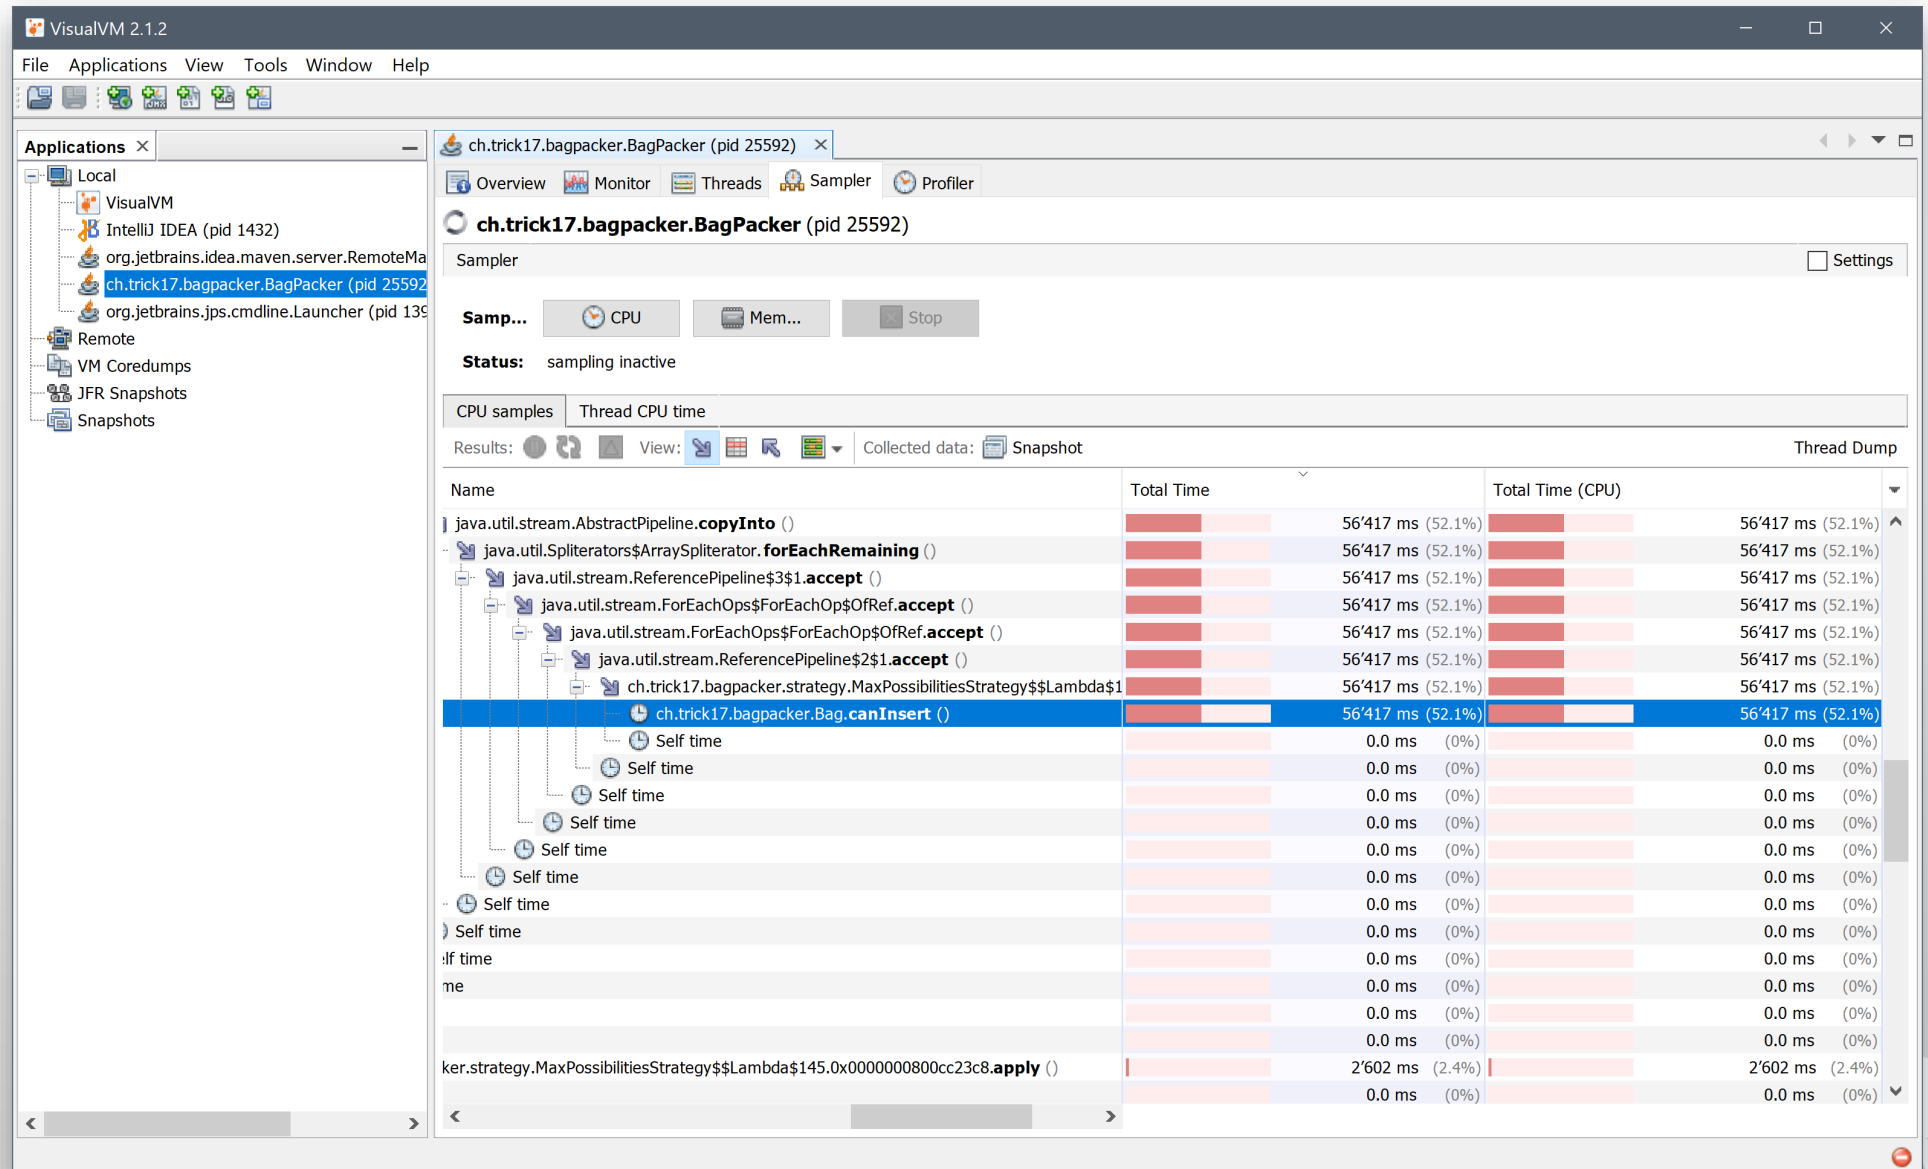 VisualVM 2.1.2
File Applications View Tools Window Help
Applications
Local
VisualVM
IntelliJ IDEA (pid 1432)
org.jetbrains.idea.maven.server.RemoteMa
ch.trick17.bagpacker.BagPacker (pid 25592
org.jetbrains.jps.cmdline.Launcher (pid 139
Remote
VM Coredumps
JFR Snapshots
Snapshots
ch.trick17.bagpacker.BagPacker (pid 25592)
Overview Monitor Threads Sampler Profiler
ch.trick17.bagpacker.BagPacker (pid 25592)
Sampler Settings
Samp... CPU Mem... Stop
Status: sampling inactive
CPU samples Thread CPU time
Results: View: Collected data: Snapshot Thread Dump
Name Total Time Total Time (CPU)
java.util.stream.AbstractPipeline.copyInto () 56'417 ms (52.1%) 56'417 ms (52.1%)
java.util.Spliterators$ArraySpliterator.forEachRemaining () 56'417 ms (52.1%) 56'417 ms (52.1%)
java.util.stream.ReferencePipeline$3$1.accept () 56'417 ms (52.1%) 56'417 ms (52.1%)
java.util.stream.ForEachOps$ForEachOp$OfRef.accept () 56'417 ms (52.1%) 56'417 ms (52.1%)
java.util.stream.ForEachOps$ForEachOp$OfRef.accept () 56'417 ms (52.1%) 56'417 ms (52.1%)
java.util.stream.ReferencePipeline$2$1.accept () 56'417 ms (52.1%) 56'417 ms (52.1%)
ch.trick17.bagpacker.strategy.MaxPossibilitiesStrategy$$Lambda$1 56'417 ms (52.1%) 56'417 ms (52.1%)
ch.trick17.bagpacker.Bag.canInsert () 56'417 ms (52.1%) 56'417 ms (52.1%)
Self time 0.0 ms (0%) 0.0 ms (0%)
Self time 0.0 ms (0%) 0.0 ms (0%)
Self time 0.0 ms (0%) 0.0 ms (0%)
Self time 0.0 ms (0%) 0.0 ms (0%)
Self time 0.0 ms (0%) 0.0 ms (0%)
Self time 0.0 ms (0%) 0.0 ms (0%)
Self time 0.0 ms (0%) 0.0 ms (0%)
Self time 0.0 ms (0%) 0.0 ms (0%)
lf time 0.0 ms (0%) 0.0 ms (0%)
me 0.0 ms (0%) 0.0 ms (0%)
0.0 ms (0%) 0.0 ms (0%)
0.0 ms (0%) 0.0 ms (0%)
ker.strategy.MaxPossibilitiesStrategy$$Lambda$145.0x0000000800cc23c8.apply () 2'602 ms (2.4%) 2'602 ms (2.4%)
0.0 ms (0%) 0.0 ms (0%)